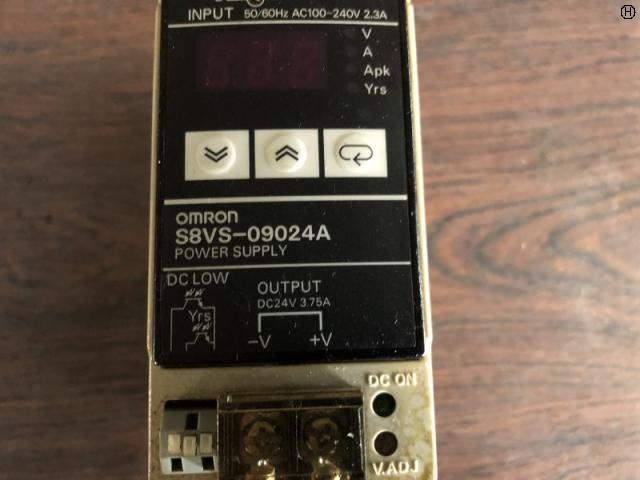 INPUT 50/60Hz AC100-240V 2.3A
V
A
Apk
Yrs
OMRON
S8VS-09024A
POWER SUPPLY
DC LOW
Yrs
OUTPUT
DC24V 3.75A
-V +V
DC ON
V.ADJ
H